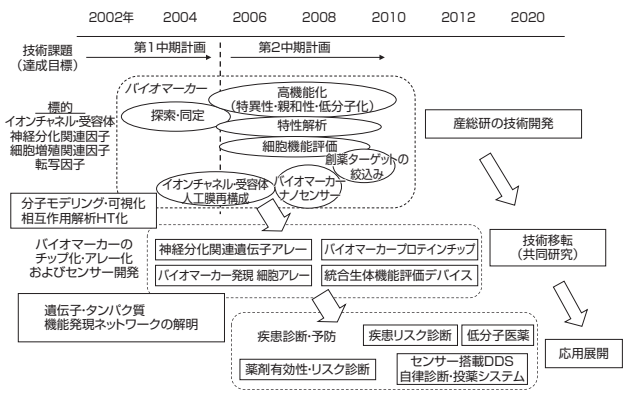 2002年 2004 2006 2008 2010 2012 2020
技術課題
（達成目標）
第1中期計画 第2中期計画
バイオマーカー
標的
イオンチャネル・受容体
神経分化関連因子
細胞増殖関連因子
転写因子
探索・同定
高機能化
（特異性・親和性・低分子化）
特性解析
細胞機能評価
創薬ターゲットの
絞込み
イオンチャネル・受容体
人工膜再構成
バイオマーカー
ナノセンサー
産総研の技術開発
分子モデリング・可視化
相互作用解析HT化
バイオマーカーの
チップ化・アレー化
およびセンサー開発
神経分化関連遺伝子アレー バイオマーカープロテインチップ
バイオマーカー発現 細胞アレー 統合生体機能評価デバイス
技術移転
（共同研究）
遺伝子・タンパク質
機能発現ネットワークの解明
疾患診断・予防 疾患リスク診断 低分子医薬
薬剤有効性・リスク診断
センサー搭載DDS
自律診断・投薬システム
応用展開